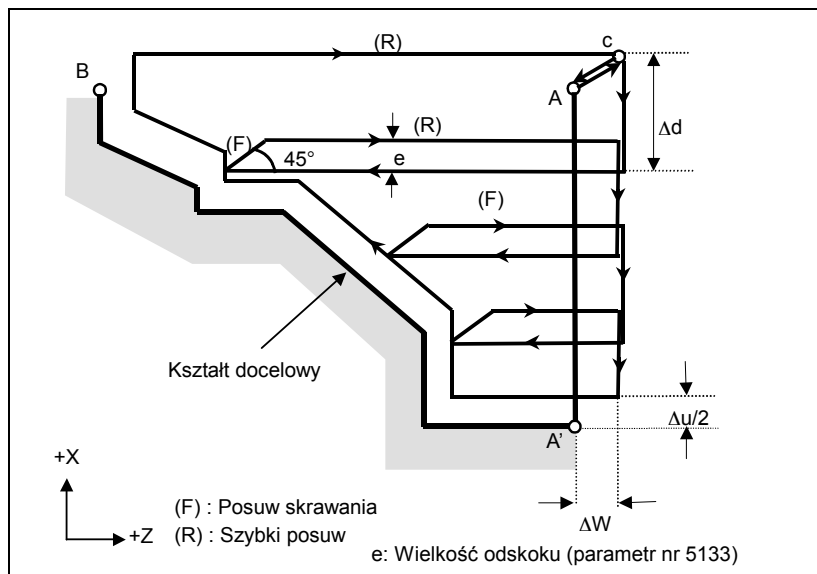 (R)
c
B
A
Δd
(F)
(R)
45°
e
(F)
Kształt docelowy
Δu/2
A'
+X
+Z
(F) : Posuw skrawania
(R) : Szybki posuw
ΔW
e: Wielkość odskoku (parametr nr 5133)